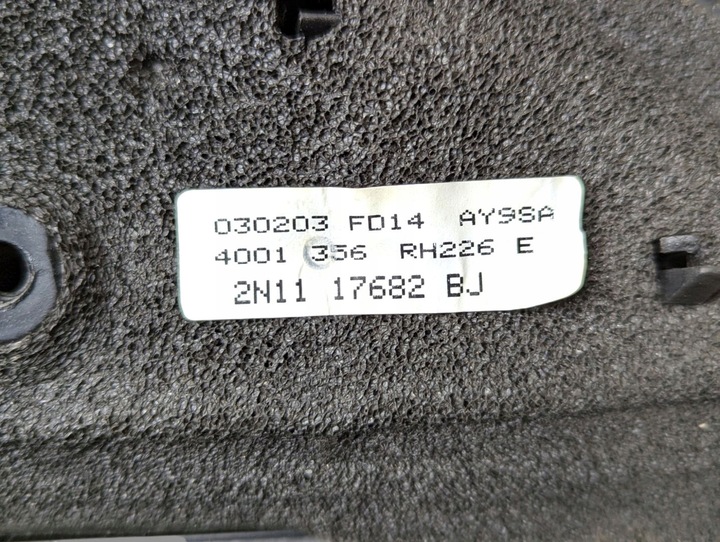 030203 FD14 AY9SA
4001 356 RH226 E
2N11 17682 BJ